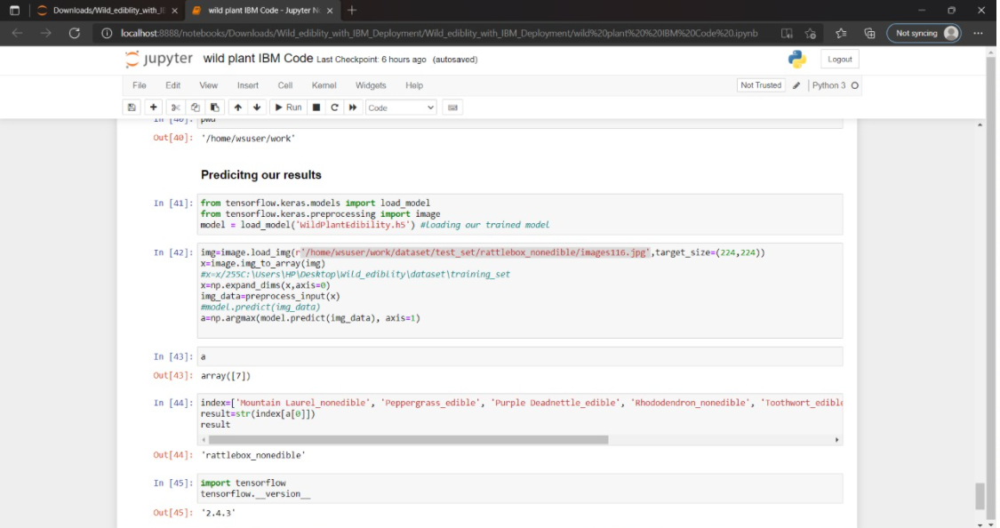 Downloads/Wild_ediblity_with_IE
wild plant IBM Code - Jupyter No
localhost:8888/notebooks/Downloads/Wild_ediblity_with_IBM_Deployment/Wild_ediblity_with_IBM_Deployment/wild%20plant%20%20IBM%20Code%20.ipynb
Not syncing
jupyter wild plant IBM Code Last Checkpoint: 6 hours ago (autosaved)
Logout
File Edit View Insert Cell Kernel Widgets Help
Not Trusted
Python 3
Run
Code
In [40]: pwd
Out[40]: '/home/wsuser/work'
Predicitng our results
In [41]: from tensorflow.keras.models import load_model
from tensorflow.keras.preprocessing import image
model = load_model('WildPlantEdibility.h5') #Loading our trained model
In [42]: img=image.load_img(r'/home/wsuser/work/dataset/test_set/rattlebox_nonedible/images116.jpg',target_size=(224,224))
x=image.img_to_array(img)
#x=x/255C:\Users\HP\Desktop\Wild_ediblity\dataset\training_set
x=np.expand_dims(x,axis=0)
img_data=preprocess_input(x)
#model.predict(img_data)
a=np.argmax(model.predict(img_data), axis=1)
In [43]: a
Out[43]: array([7])
In [44]: index=['Mountain Laurel_nonedible', 'Peppergrass_edible', 'Purple Deadnettle_edible', 'Rhododendron_nonedible', 'Toothwort_edible
result=str(index[a[0]])
result
Out[44]: 'rattlebox_nonedible'
In [45]: import tensorflow
tensorflow.__version__
Out[45]: '2.4.3'